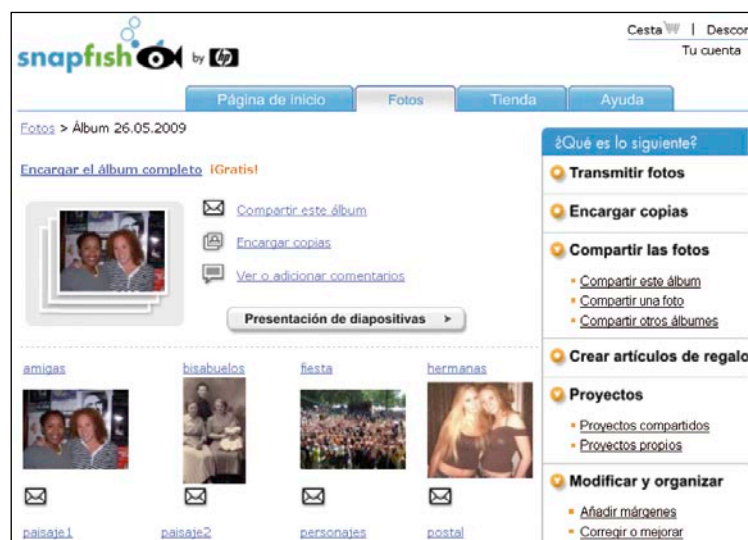 snapfish by hp
Cesta | Descon
Tu cuenta
Página de inicio Fotos Tienda Ayuda
Fotos > Álbum 26.05.2009
Encargar el álbum completo ¡Gratis!
Compartir este álbum
Encargar copias
Ver o adicionar comentarios
Presentación de diapositivas
amigas bisabuelos fiesta hermanas
paisaje1 paisaje2 personajes postal
¿Qué es lo siguiente?
Transmitir fotos
Encargar copias
Compartir las fotos
Compartir este álbum
Compartir una foto
Compartir otros álbumes
Crear artículos de regalo
Proyectos
Proyectos compartidos
Proyectos propios
Modificar y organizar
Añadir márgenes
Corregir o mejorar